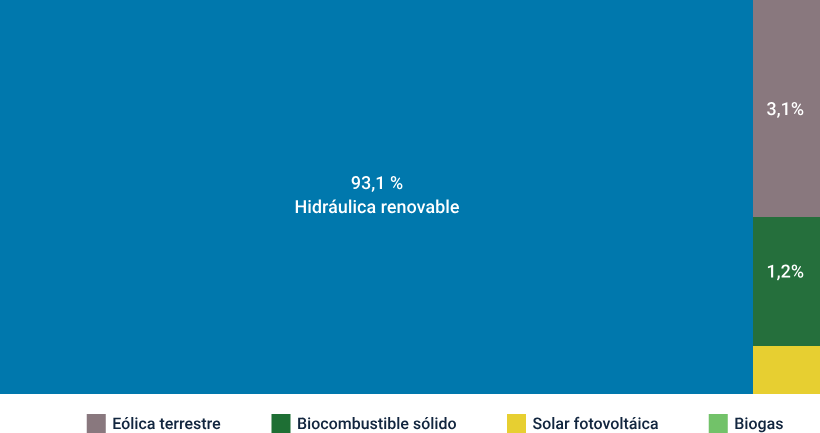 3,1%
93,1 %
Hidráulica renovable
1,2%
Eólica terrestre
Biocombustible sólido
Solar fotovoltáica
Biogas